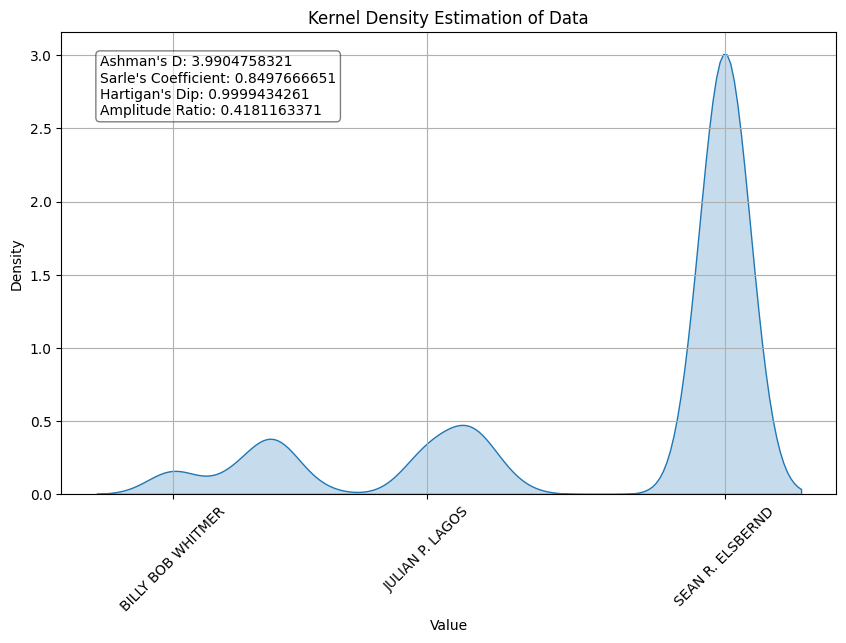 Kernel Density Estimation of Data
Ashman's D: 3.9904758321
Sarle's Coefficient: 0.8497666651
Hartigan's Dip: 0.9999434261
Amplitude Ratio: 0.4181163371
Density
3.0
2.5
2.0
1.5
1.0
0.5
0.0
BILLY BOB WHITMER
JULIAN P. LAGOS
SEAN R. ELSBERND
Value